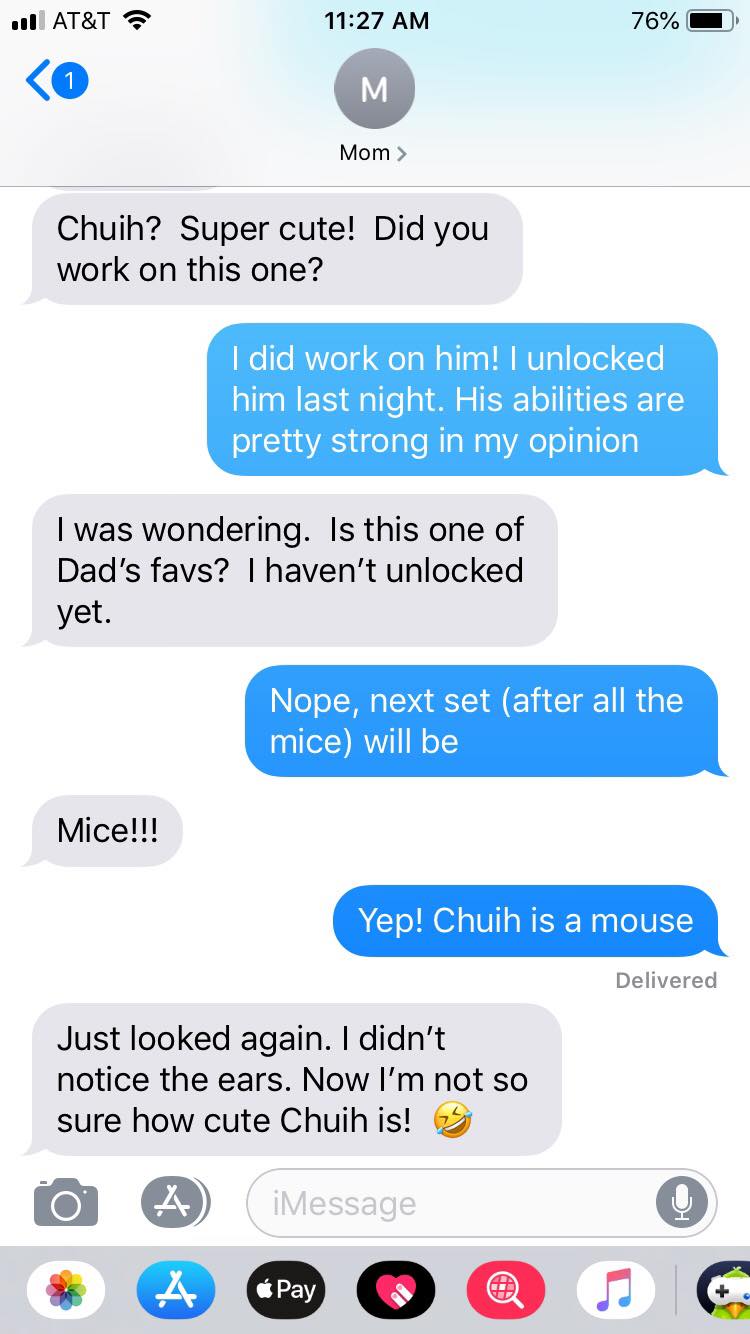 AT&T 11:27 AM 76%
1
M
Mom
Chuih?  Super cute!  Did you
work on this one?
I did work on him! I unlocked
him last night. His abilities are
pretty strong in my opinion
I was wondering.  Is this one of
Dad’s favs?  I haven’t unlocked
yet.
Nope, next set (after all the
mice) will be
Mice!!!
Yep! Chuih is a mouse
Delivered
Just looked again. I didn’t
notice the ears. Now I’m not so
sure how cute Chuih is!  🤣
iMessage
Pay